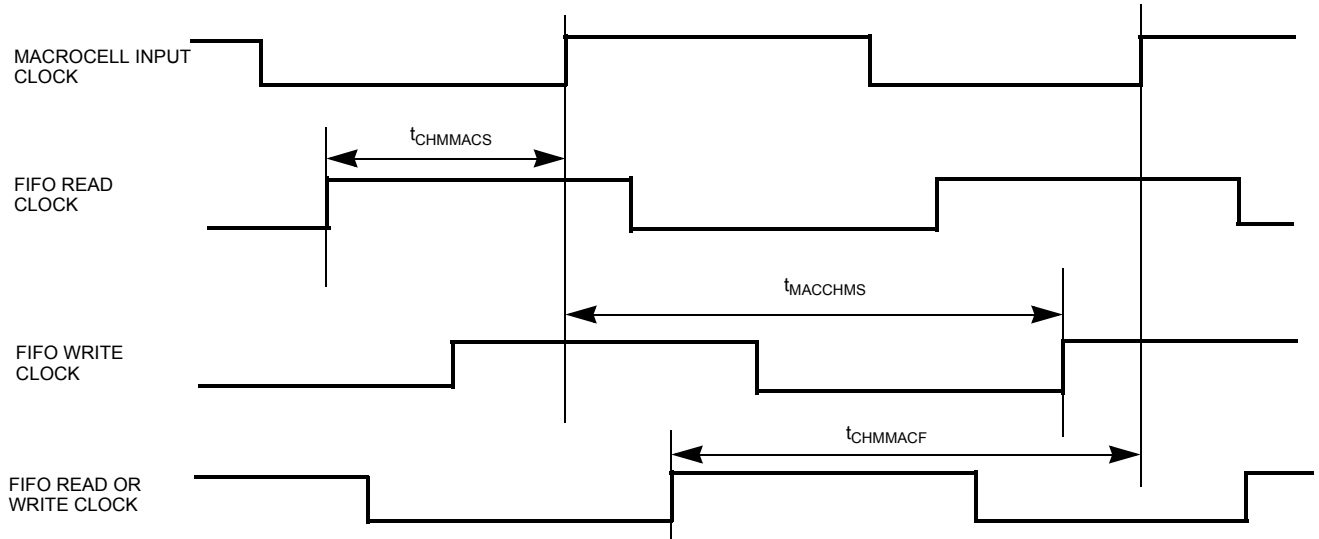 MACROCELL INPUT
CLOCK
tCHMMACS
FIFO READ
CLOCK
tMACCHMS
FIFO WRITE
CLOCK
tCHMMACF
FIFO READ OR
WRITE CLOCK